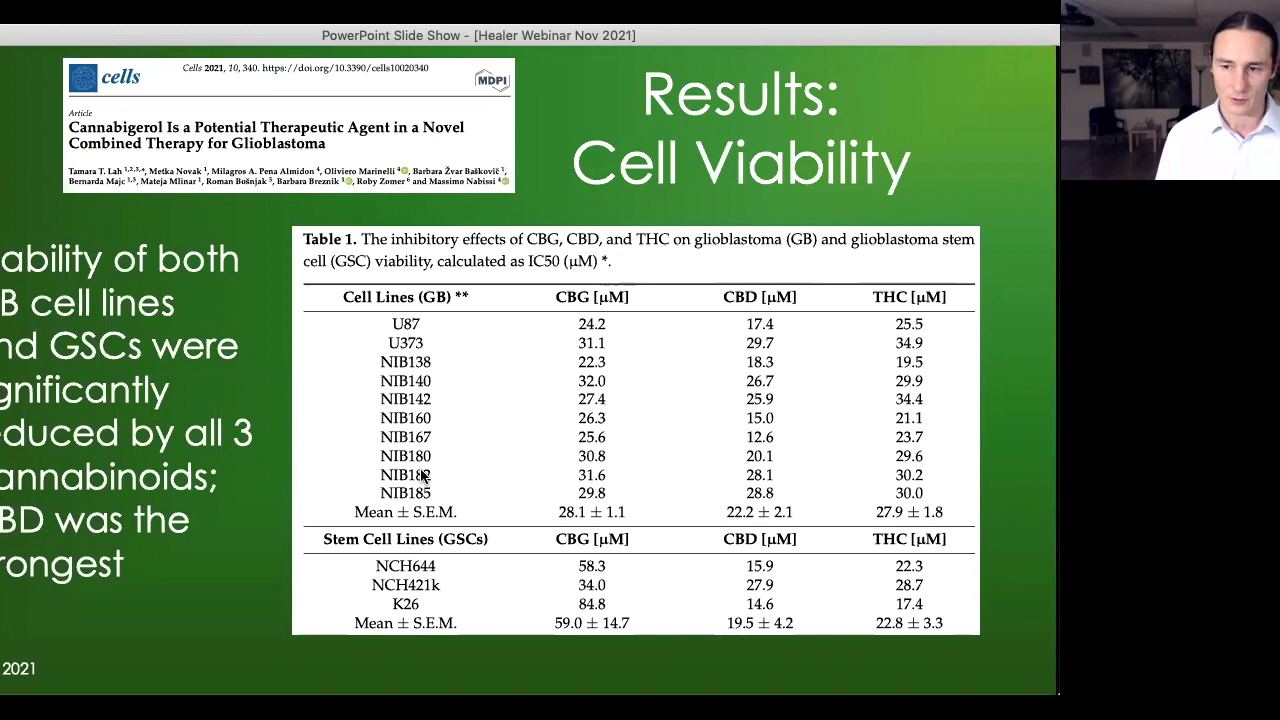 PowerPoint Slide Show - [Healer Webinar Nov 2021]
cells
Cells 2021, 10, 340. https://doi.org/10.3390/cells10020340
MDPI
Article
Cannabigerol Is a Potential Therapeutic Agent in a Novel
Combined Therapy for Glioblastoma
Tamara T. Lah 1,2,3,*, Metka Novak 1, Milagros A. Pena Almidon 4, Oliviero Marinelli 4, Barbara Žvar Baškovič 1,
Bernarda Majc 1,3, Mateja Mlinar 1, Roman Bošnjak 5, Barbara Breznik 1, Roby Zomer 6 and Massimo Nabissi 4
Results:
Cell Viability
ability of both
B cell lines
nd GSCs were
gnificantly
educed by all 3
annabinoids;
BD was the
rongest
Table 1. The inhibitory effects of CBG, CBD, and THC on glioblastoma (GB) and glioblastoma stem
cell (GSC) viability, calculated as IC50 (μM) *.
Cell Lines (GB) ** CBG [μM] CBD [μM] THC [μM]
U87 24.2 17.4 25.5
U373 31.1 29.7 34.9
NIB138 22.3 18.3 19.5
NIB140 32.0 26.7 29.9
NIB142 27.4 25.9 34.4
NIB160 26.3 15.0 21.1
NIB167 25.6 12.6 23.7
NIB180 30.8 20.1 29.6
31.6 28.1 30.2
NIB185 29.8 28.8 30.0
Mean ± S.E.M. 28.1 ± 1.1 22.2 ± 2.1 27.9 ± 1.8
Stem Cell Lines (GSCs) CBG [μM] CBD [μM] THC [μM]
NCH644 58.3 15.9 22.3
NCH421k 34.0 27.9 28.7
K26 84.8 14.6 17.4
Mean ± S.E.M. 59.0 ± 14.7 19.5 ± 4.2 22.8 ± 3.3
2021